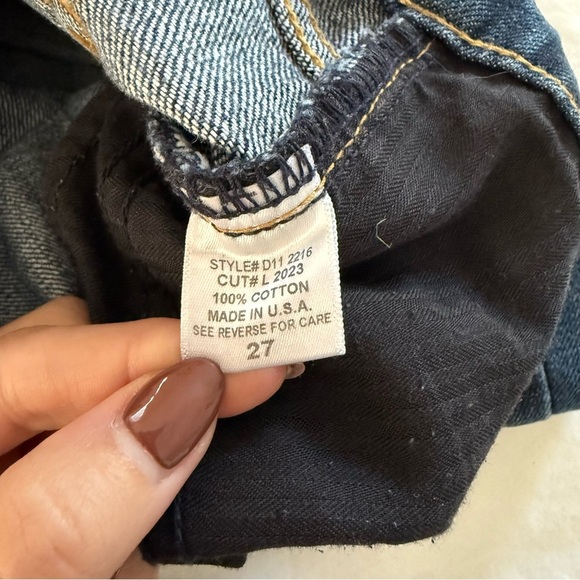 STYLE# D11 2216
CUT# L 2023
100% COTTON
MADE IN U.S.A.
SEE REVERSE FOR CARE
27